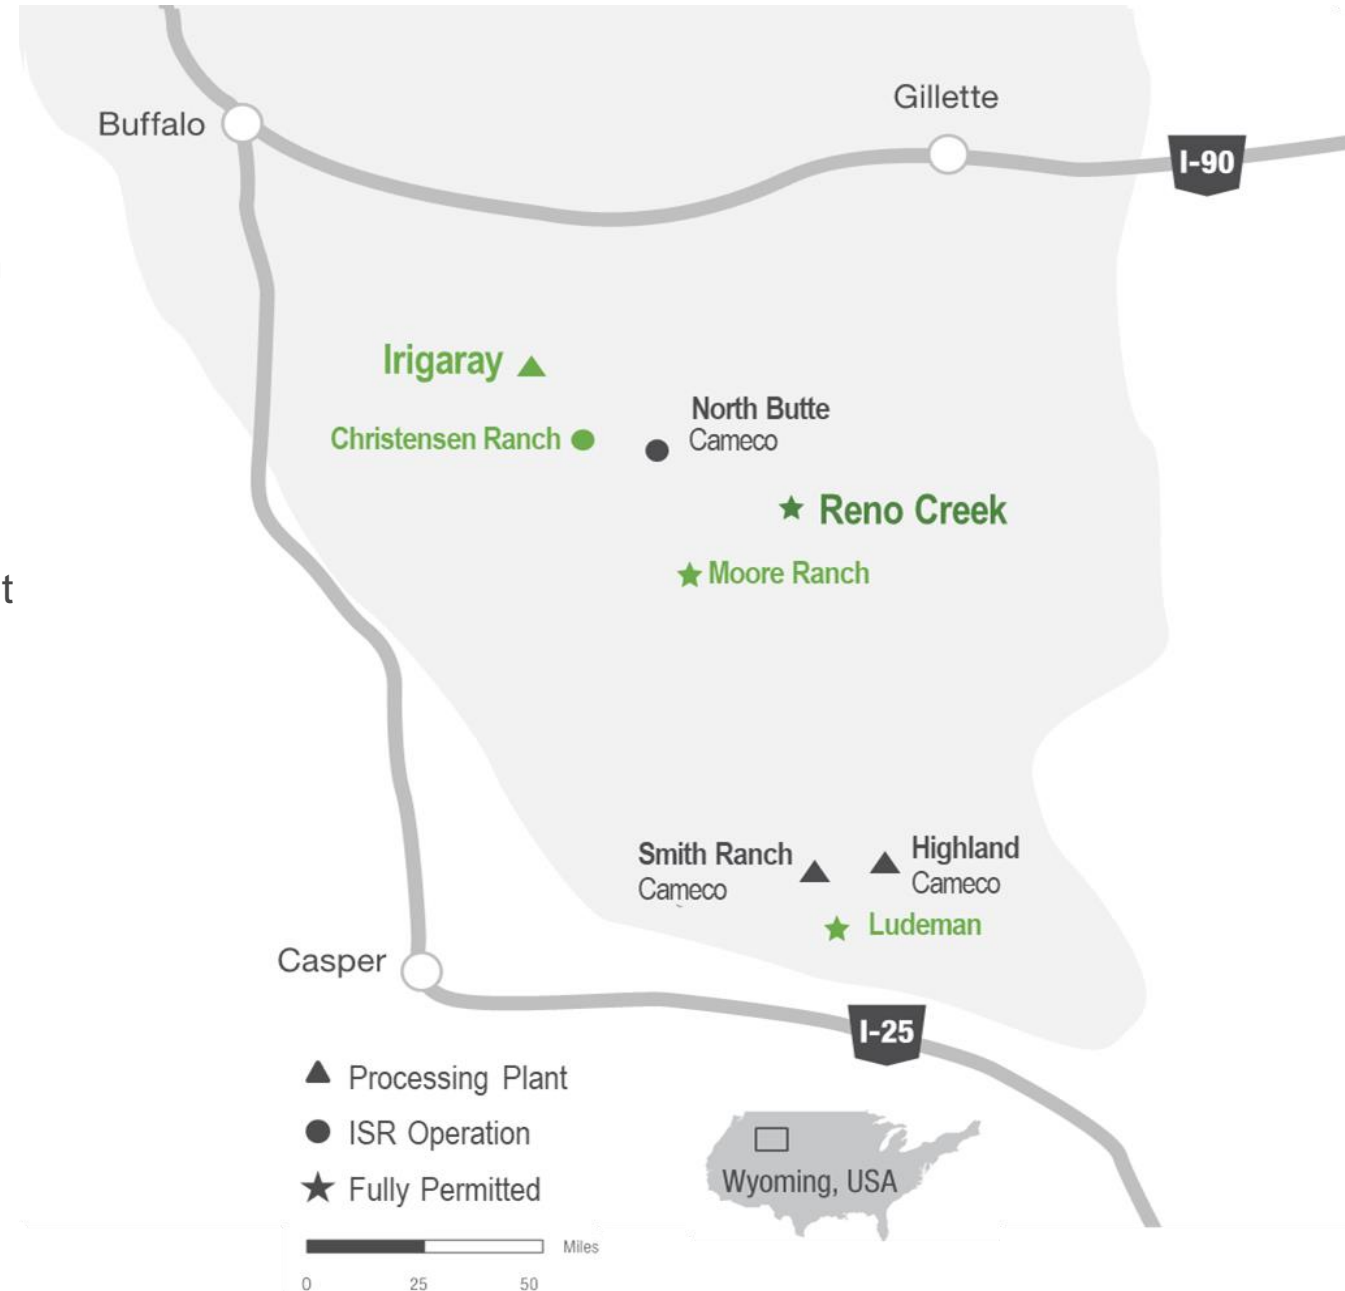 Gillette
Buffalo
I-90
Irigaray
North Butte
Christensen Ranch
Cameco
Reno Creek
t
Moore Ranch
Smith Ranch
Highland
Cameco
Cameco
Ludeman
Casper
I-25
Processing Plant
ISR Operation
Fully Permitted
Wyoming, USA
Miles
0 25 50